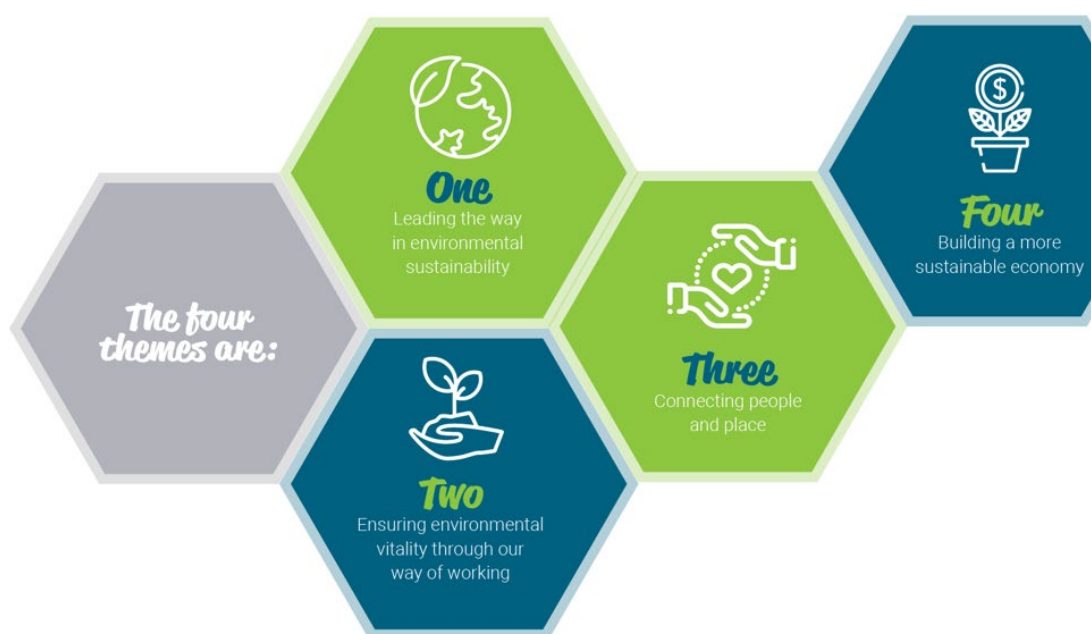 The four
themes are:
One
Leading the way
in environmental
sustainability
Two
Ensuring environmental
vitality through our
way of working
Three
Connecting people
and place
$
Four
Building a more
sustainable economy